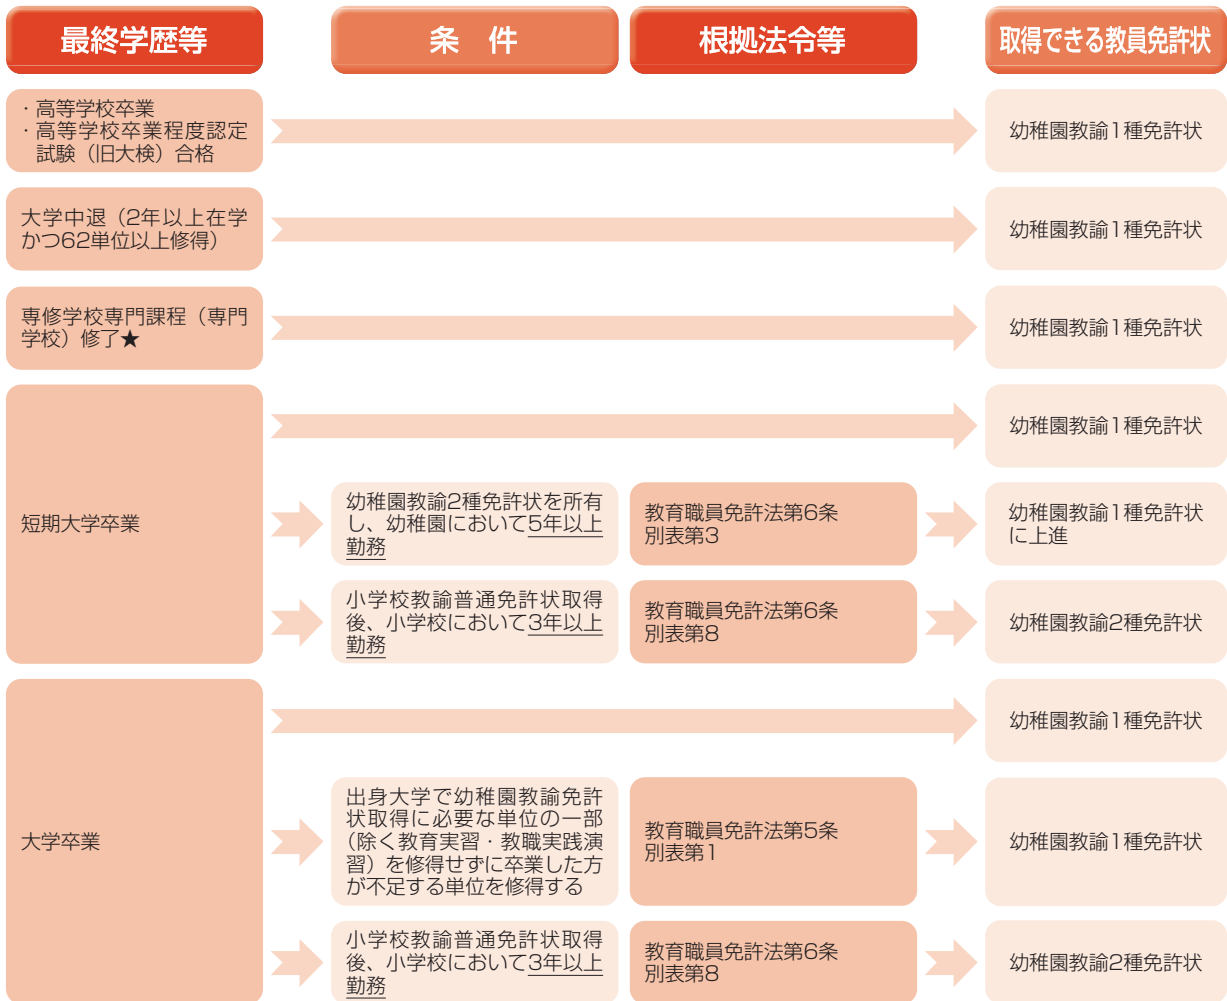 最終学歴等
条 件
根拠法令等
取得できる教員免許状
・高等学校卒業
・高等学校卒業程度認定
試験（旧大検）合格
幼稚園教諭1種免許状
大学中退（2年以上在学
かつ62単位以上修得）
幼稚園教諭1種免許状
専修学校専門課程（専門
学校）修了★
幼稚園教諭1種免許状
短期大学卒業
幼稚園教諭1種免許状
幼稚園教諭2種免許状を所有
し、幼稚園において5年以上
勤務
教育職員免許法第6条
別表第3
幼稚園教諭1種免許状
に上進
小学校教諭普通免許状取得
後、小学校において3年以上
勤務
教育職員免許法第6条
別表第8
幼稚園教諭2種免許状
大学卒業
幼稚園教諭1種免許状
出身大学で幼稚園教諭免許
状取得に必要な単位の一部
（除く教育実習・教職実践演
習）を修得せずに卒業した方
が不足する単位を修得する
教育職員免許法第5条
別表第1
幼稚園教諭1種免許状
小学校教諭普通免許状取得
後、小学校において3年以上
勤務
教育職員免許法第6条
別表第8
幼稚園教諭2種免許状